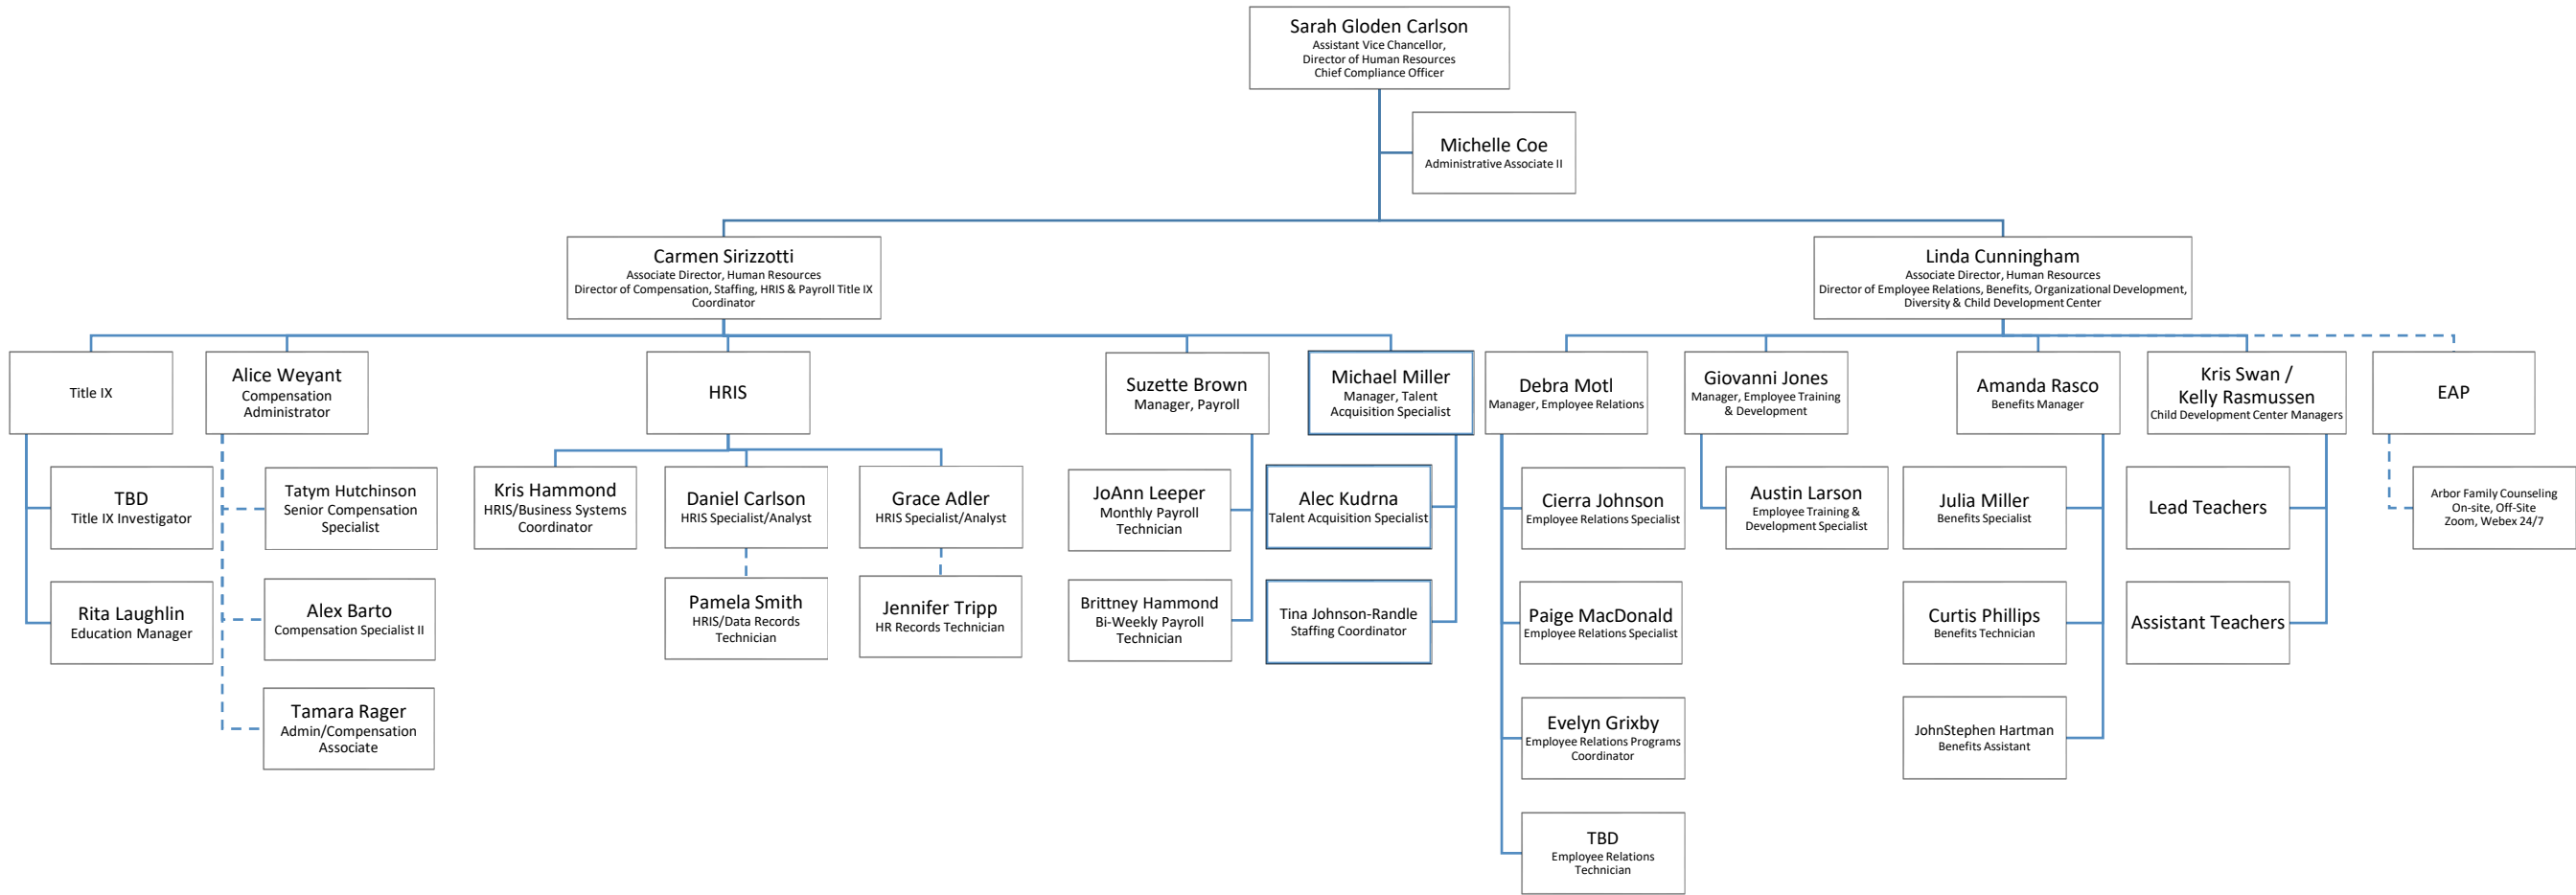 Sarah Gloden Carlson
Assistant Vice Chancellor,
Director of Human Resources
Chief Compliance Officer
Michelle Coe
Administrative Associate II
Carmen Sirizzotti
Associate Director, Human Resources
Director of Compensation, Staffing, HRIS & Payroll Title IX
Coordinator
Linda Cunningham
Associate Director, Human Resources
Director of Employee Relations, Benefits, Organizational Development,
Diversity & Child Development Center
Title IX
Alice Weyant
Compensation
Administrator
HRIS
Suzette Brown
Manager, Payroll
Michael Miller
Manager, Talent
Acquisition Specialist
Debra Motl
Manager, Employee Relations
Giovanni Jones
Manager, Employee Training
& Development
Amanda Rasco
Benefits Manager
Kris Swan /
Kelly Rasmussen
Child Development Center Managers
EAP
TBD
Title IX Investigator
Tatym Hutchinson
Senior Compensation
Specialist
Kris Hammond
HRIS/Business Systems
Coordinator
Daniel Carlson
HRIS Specialist/Analyst
Grace Adler
HRIS Specialist/Analyst
JoAnn Leeper
Monthly Payroll
Technician
Alec Kudrna
Talent Acquisition Specialist
Cierra Johnson
Employee Relations Specialist
Austin Larson
Employee Training &
Development Specialist
Julia Miller
Benefits Specialist
Lead Teachers
Arbor Family Counseling
On-site, Off-Site
Zoom, Webex 24/7
Rita Laughlin
Education Manager
Alex Barto
Compensation Specialist II
Pamela Smith
HRIS/Data Records
Technician
Jennifer Tripp
HR Records Technician
Brittney Hammond
Bi-Weekly Payroll
Technician
Tina Johnson-Randle
Staffing Coordinator
Paige MacDonald
Employee Relations Specialist
Curtis Phillips
Benefits Technician
Assistant Teachers
Tamara Rager
Admin/Compensation
Associate
Evelyn Grixby
Employee Relations Programs
Coordinator
JohnStephen Hartman
Benefits Assistant
TBD
Employee Relations
Technician